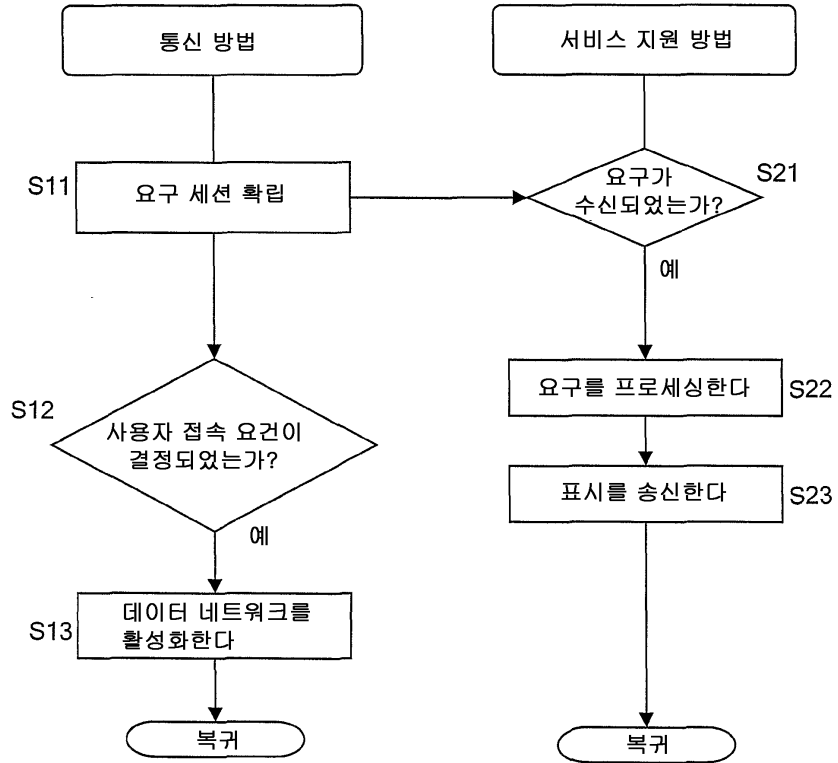 통신 방법
서비스 지원 방법
S11
요구 세션 확립
요구가
수신되었는가?
S21
예
S12
사용자 접속 요건이
결정되었는가?
예
요구를 프로세싱한다
S22
표시를 송신한다
S23
S13
데이터 네트워크를
활성화한다
복귀
복귀